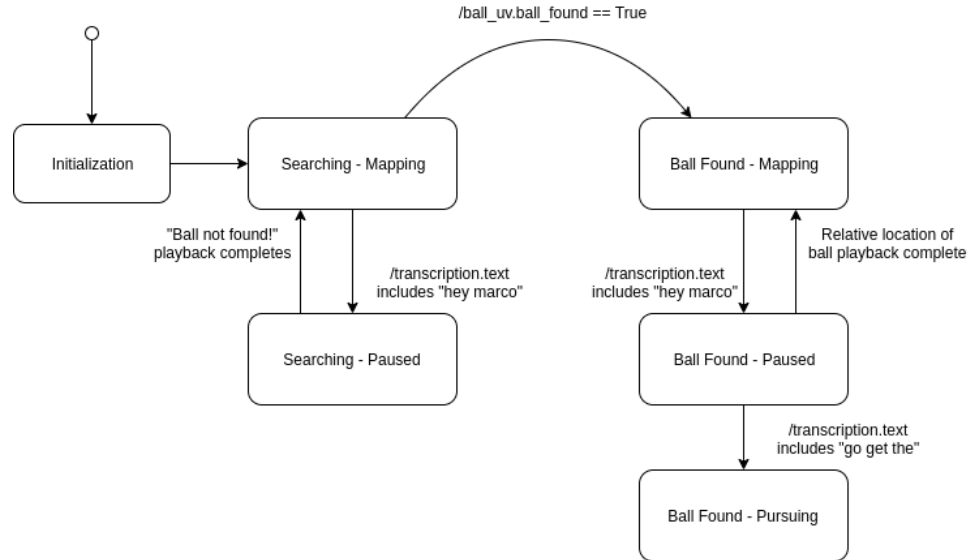 /ball_uv.ball_found == True
Initialization
Searching - Mapping
Ball Found - Mapping
"Ball not found!"
playback completes
/transcription.text
includes "hey marco"
/transcription.text
includes "hey marco"
Relative location of
ball playback complete
Searching - Paused
Ball Found - Paused
/transcription.text
includes "go get the"
Ball Found - Pursuing